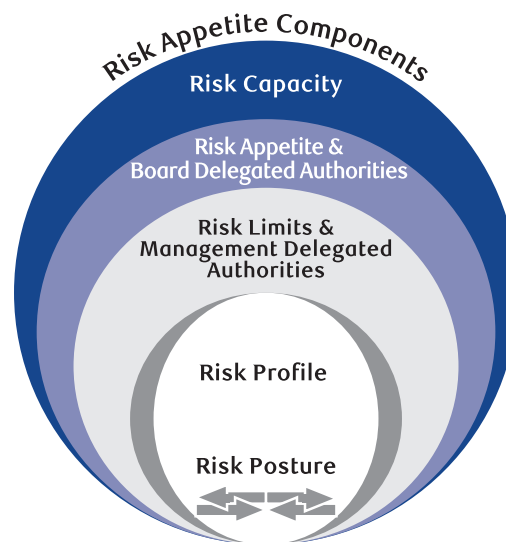 Risk Appetite Components
Risk Capacity
Risk Appetite &
Board Delegated Authorities
Risk Limits &
Management Delegated
Authorities
Risk Profile
Risk Posture